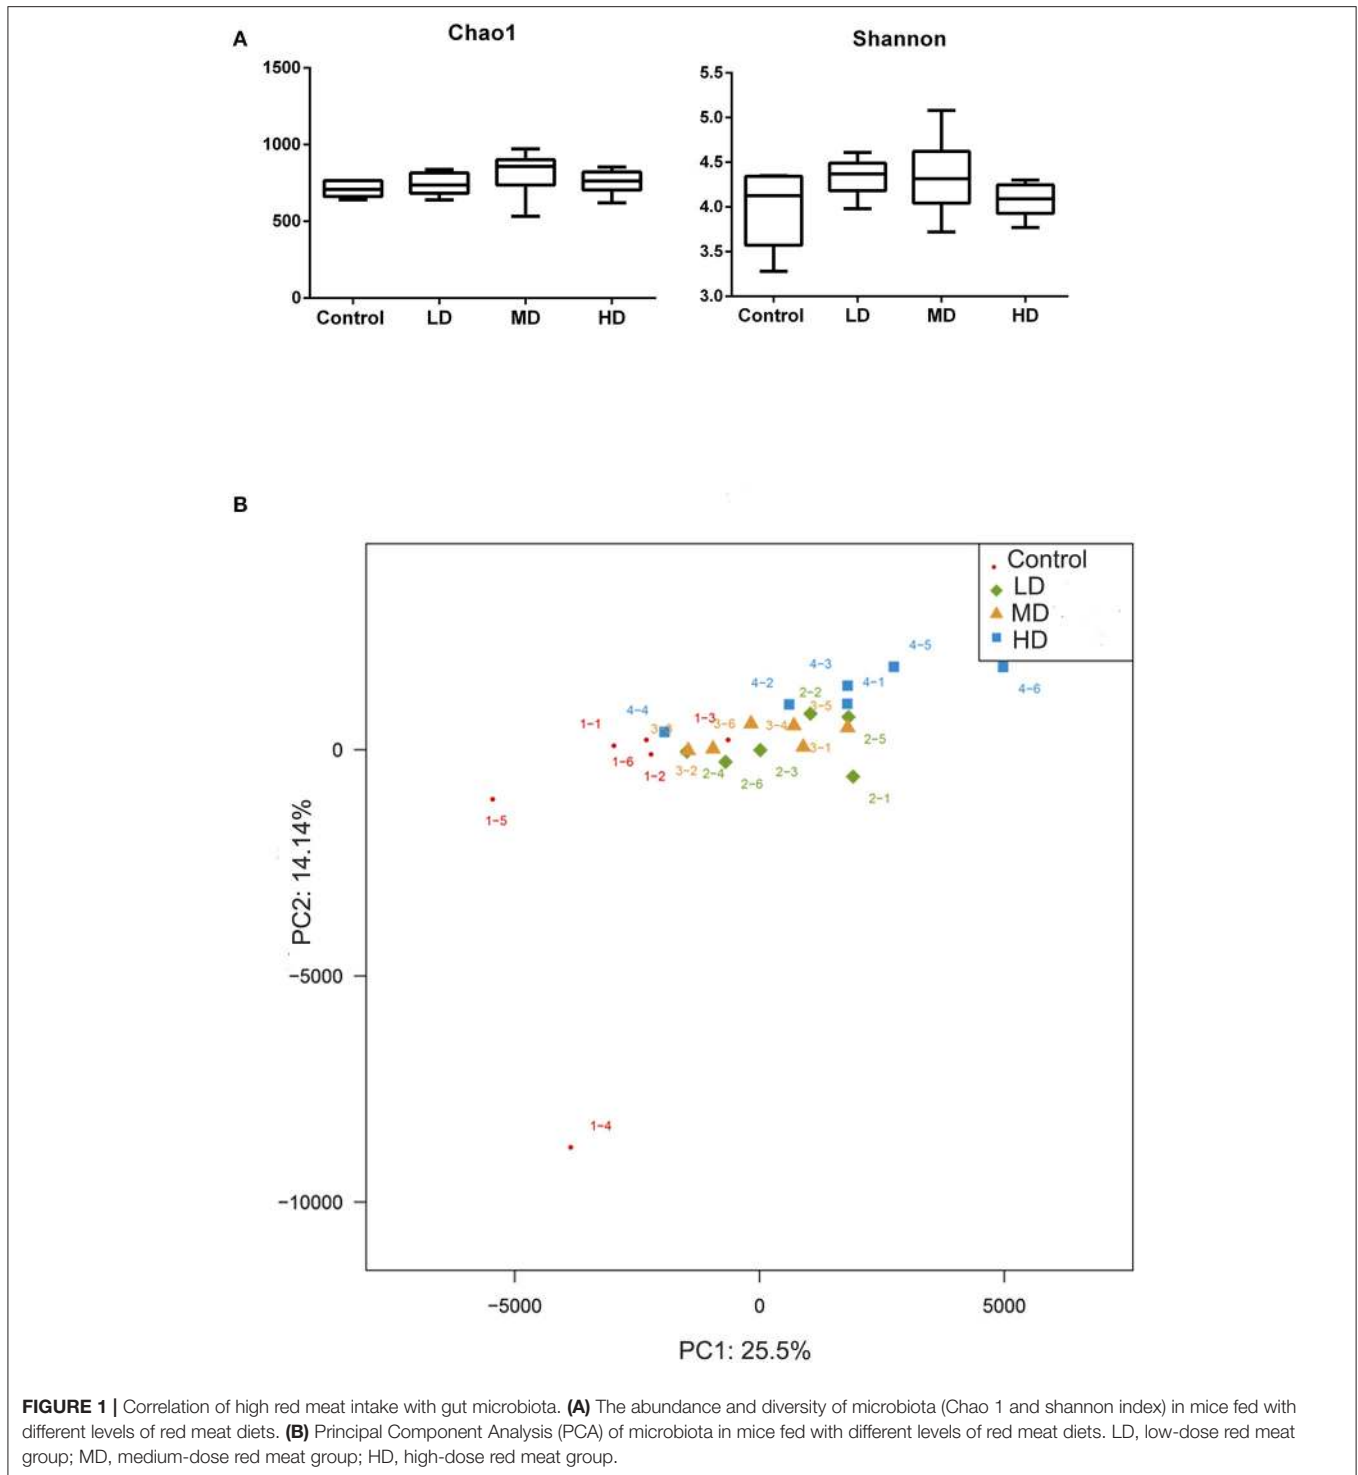 A
Chao1
Shannon
1500
1000
500
0
Control LD MD HD
5.5
5.0
4.5
4.0
3.5
3.0
Control LD MD HD
B
Control
LD
MD
HD
4−5
4−3
4−1
4−6
4−2
2−2
4−4
3−5
1−1
1−3
3−6
3−4
2−5
3−1
1−6
1−2
3−2
2−4
2−6
2−3
2−1
1−5
1−4
0
−5000
−10000
PC2: 14.14%
−5000 0 5000
PC1: 25.5%
FIGURE 1 | Correlation of high red meat intake with gut microbiota. (A) The abundance and diversity of microbiota (Chao 1 and shannon index) in mice fed with
different levels of red meat diets. (B) Principal Component Analysis (PCA) of microbiota in mice fed with different levels of red meat diets. LD, low-dose red meat
group; MD, medium-dose red meat group; HD, high-dose red meat group.